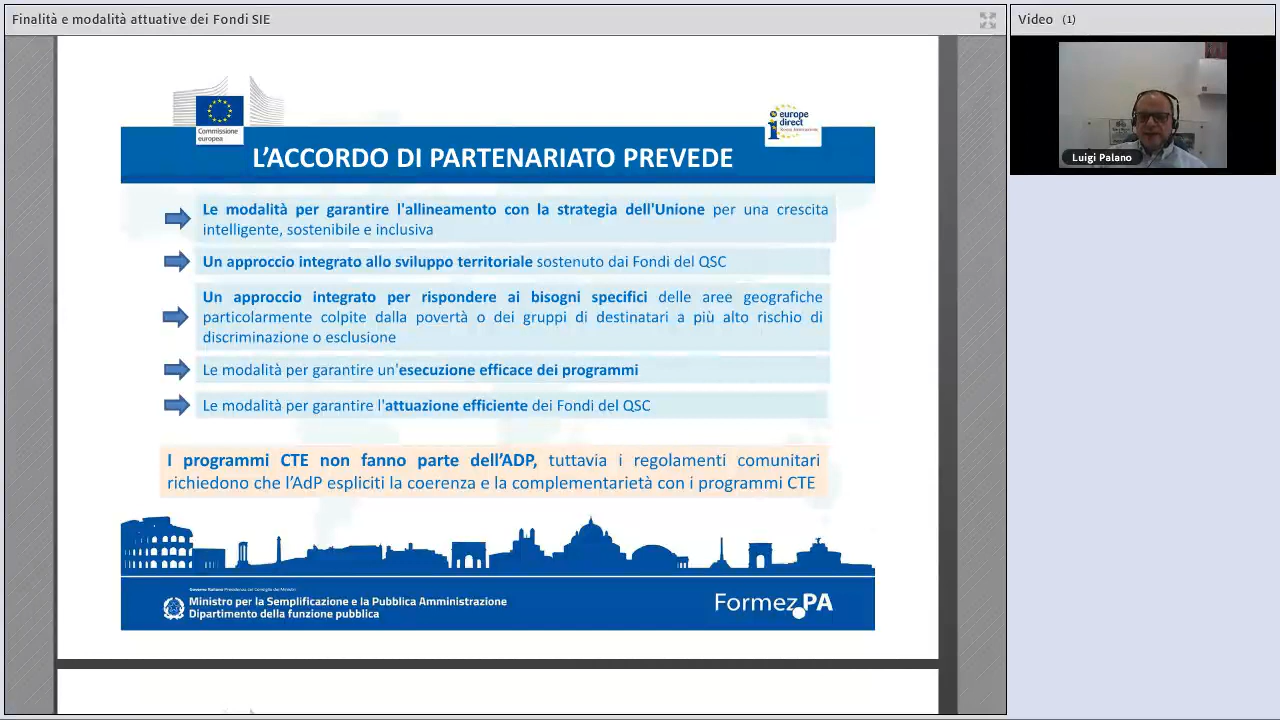 Finalità e modalità attuative dei Fondi SIE
Video (1)
Luigi Palano
Commissione
europea
europe
direct
L'ACCORDO DI PARTENARIATO PREVEDE
Le modalità per garantire l'allineamento con la strategia dell'Unione per una crescita
intelligente, sostenibile e inclusiva
Un approccio integrato allo sviluppo territoriale sostenuto dai Fondi del QSC
Un approccio integrato per rispondere ai bisogni specifici delle aree geografiche
particolarmente colpite dalla povertà o dei gruppi di destinatari a più alto rischio di
discriminazione o esclusione
Le modalità per garantire un'esecuzione efficace dei programmi
Le modalità per garantire l'attuazione efficiente dei Fondi del QSC
I programmi CTE non fanno parte dell'ADP, tuttavia i regolamenti comunitari
richiedono che l'AdP espliciti la coerenza e la complementarietà con i programmi CTE
Ministro per la Semplificazione e la Pubblica Amministrazione
Dipartimento della funzione pubblica
Formez PA